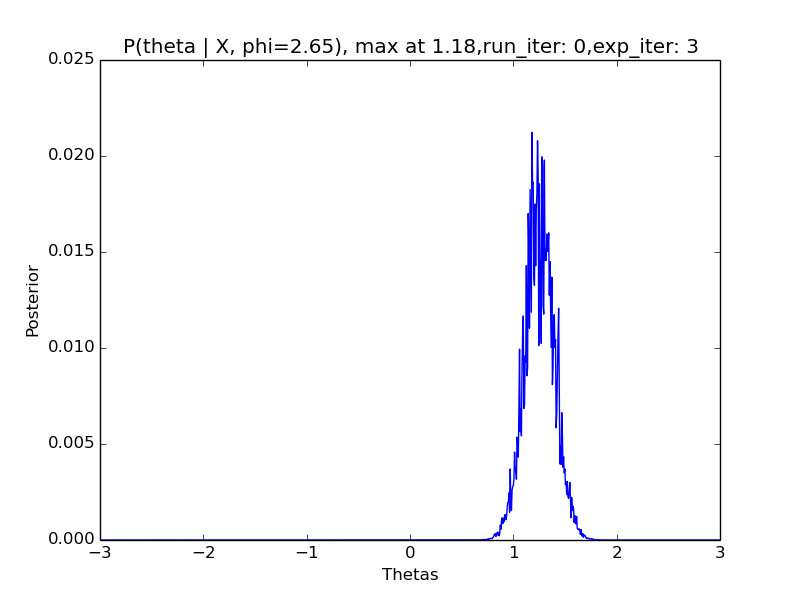 P(theta | X, phi=2.65), max at 1.18,run_iter: 0,exp_iter: 3
0.025
0.020
0.015
0.010
0.005
0.000
Posterior
−3 −2 −1 0 1 2 3
Thetas